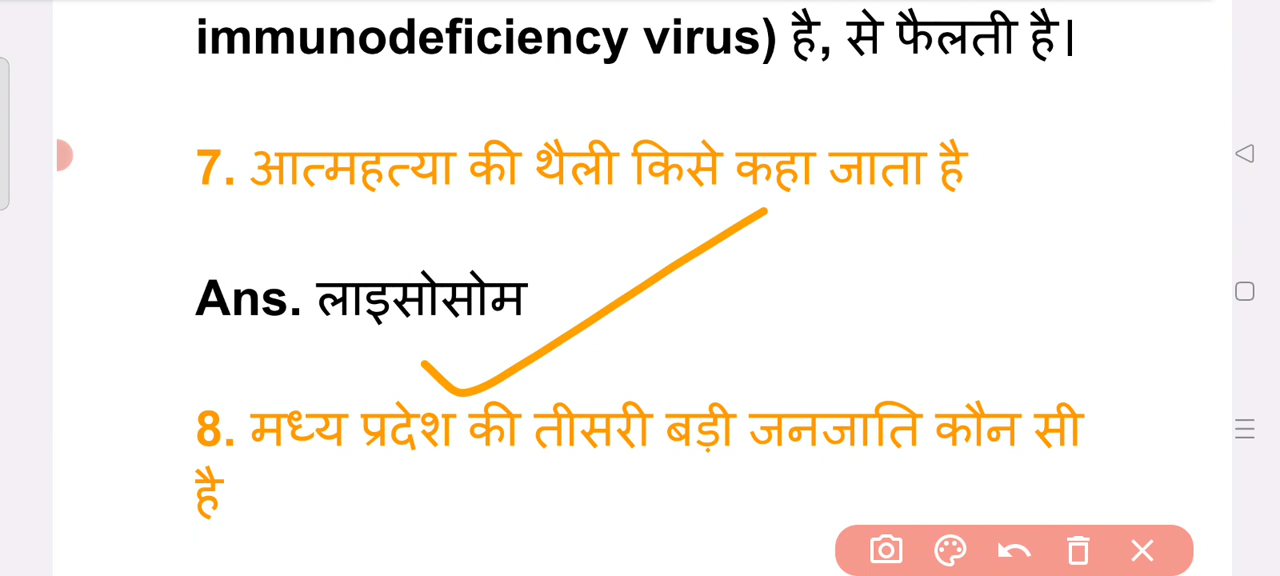 immunodeficiency virus) है, से फैलती है।
7. आत्महत्या की थैली किसे कहा जाता है
Ans. लाइसोसोम
8. मध्य प्रदेश की तीसरी बड़ी जनजाति कौन सी
है